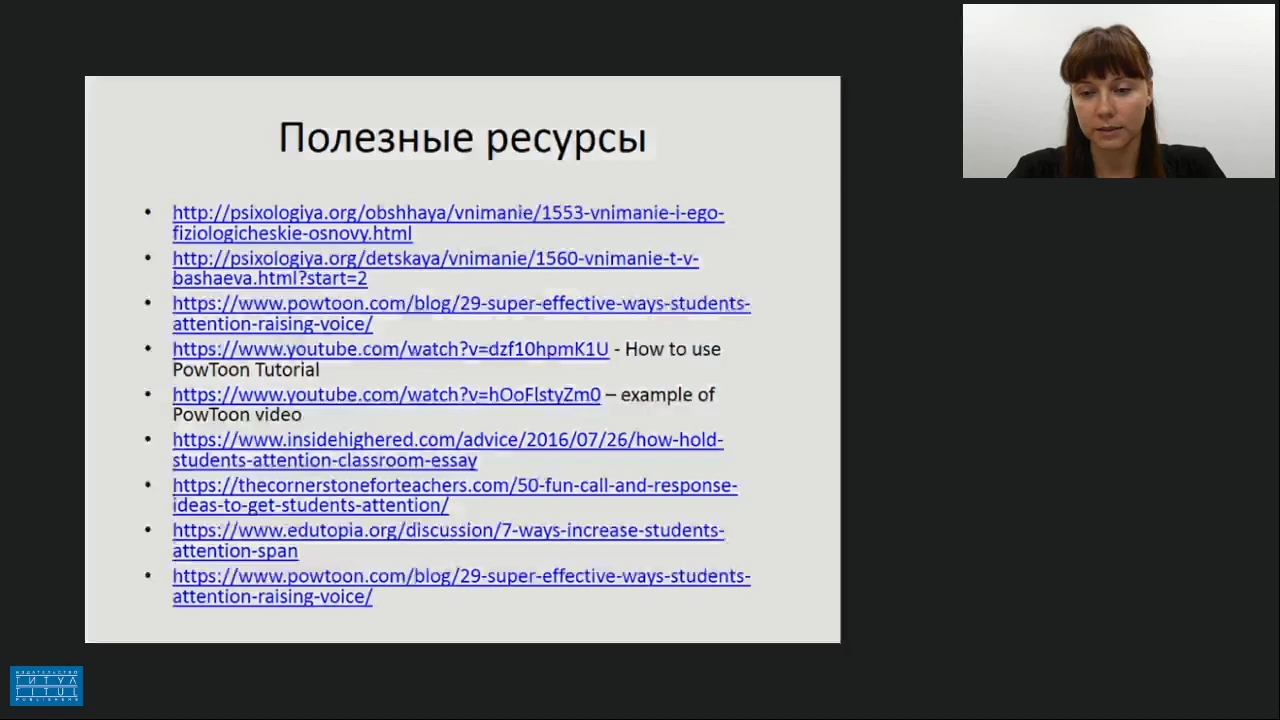 Полезные ресурсы
• http://psixologiya.org/obshhaya/vnimanie/1553-vnimanie-i-ego-
fiziologicheskie-osnovy.html
• http://psixologiya.org/detskaya/vnimanie/1560-vnimanie-t-v-
bashaeva.html?start=2
• https://www.powtoon.com/blog/29-super-effective-ways-students-
attention-raising-voice/
• https://www.youtube.com/watch?v=dzf10hpmK1U - How to use
PowToon Tutorial
• https://www.youtube.com/watch?v=hOoFlstyZm0 – example of
PowToon video
• https://www.insidehighered.com/advice/2016/07/26/how-hold-
students-attention-classroom-essay
• https://thecornerstoneforteachers.com/50-fun-call-and-response-
ideas-to-get-students-attention/
• https://www.edutopia.org/discussion/7-ways-increase-students-
attention-span
• https://www.powtoon.com/blog/29-super-effective-ways-students-
attention-raising-voice/
ИЗДАТЕЛЬСТВО
ТИТУЛ
TITUL
PUBLISHERS